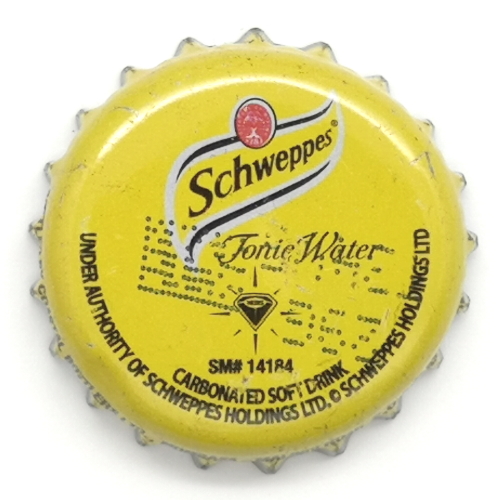 Schweppes®
Tonic Water
SM# 14184
CARBONATED SOFT DRINK
UNDER AUTHORITY OF SCHWEPPES HOLDINGS LTD, © SCHWEPPES HOLDINGS LTD